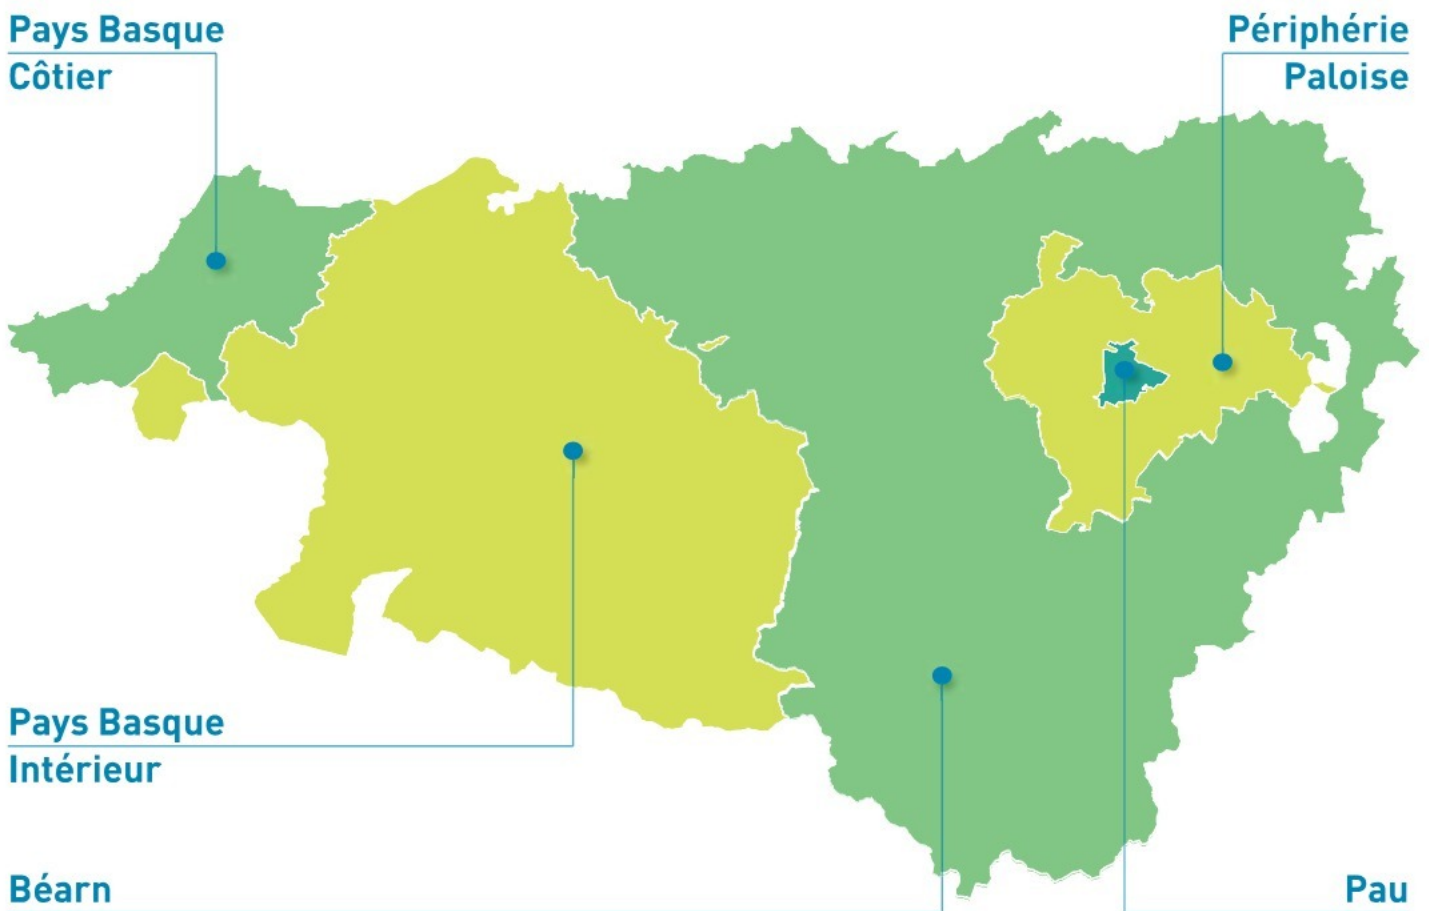 Pays Basque
Côtier
Périphérie
Paloise
Pays Basque
Intérieur
Béarn
Pau